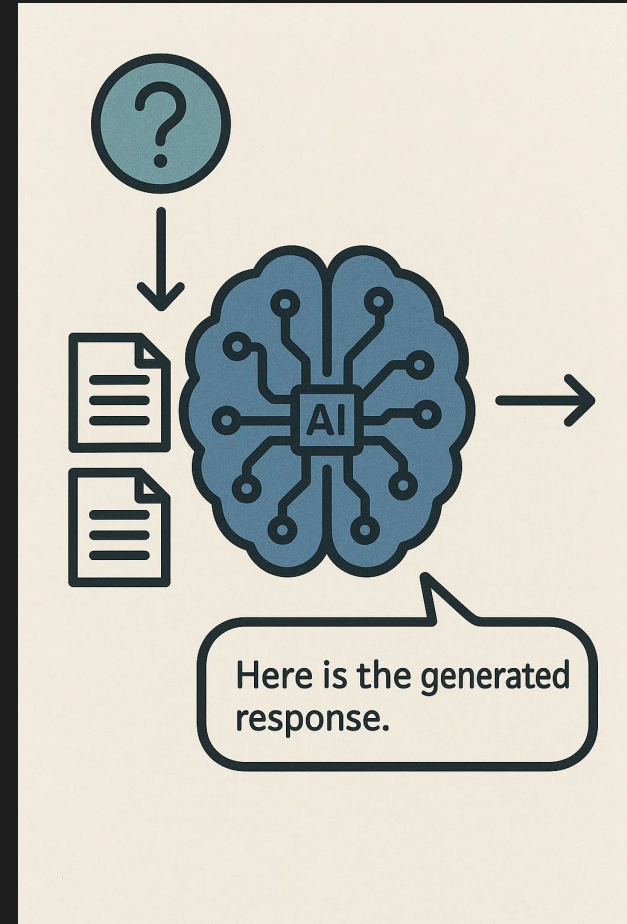 ?
AI
Here is the generated
response.